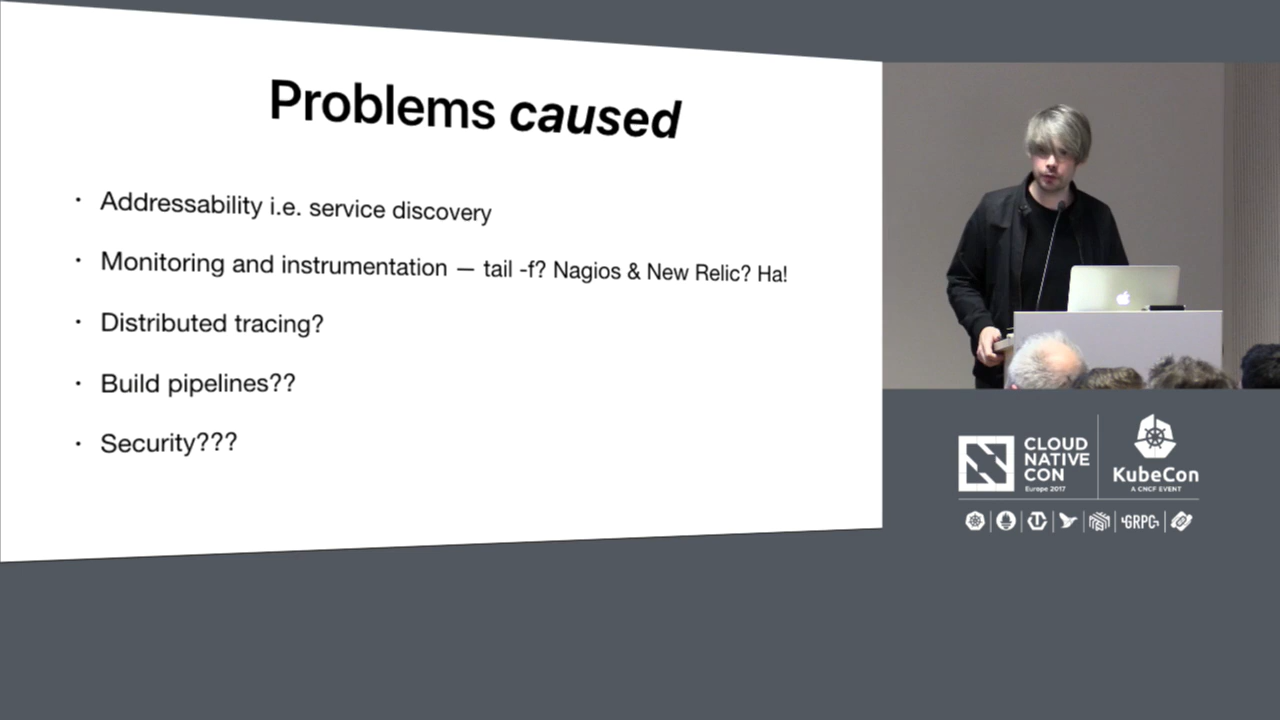 Problems caused
· Addressability i.e. service discovery
· Monitoring and instrumentation — tail -f? Nagios & New Relic? Ha!
· Distributed tracing?
· Build pipelines??
· Security???
CLOUD
NATIVE
CON
Europe 2017
KubeCon
A CNCF EVENT
GRPC